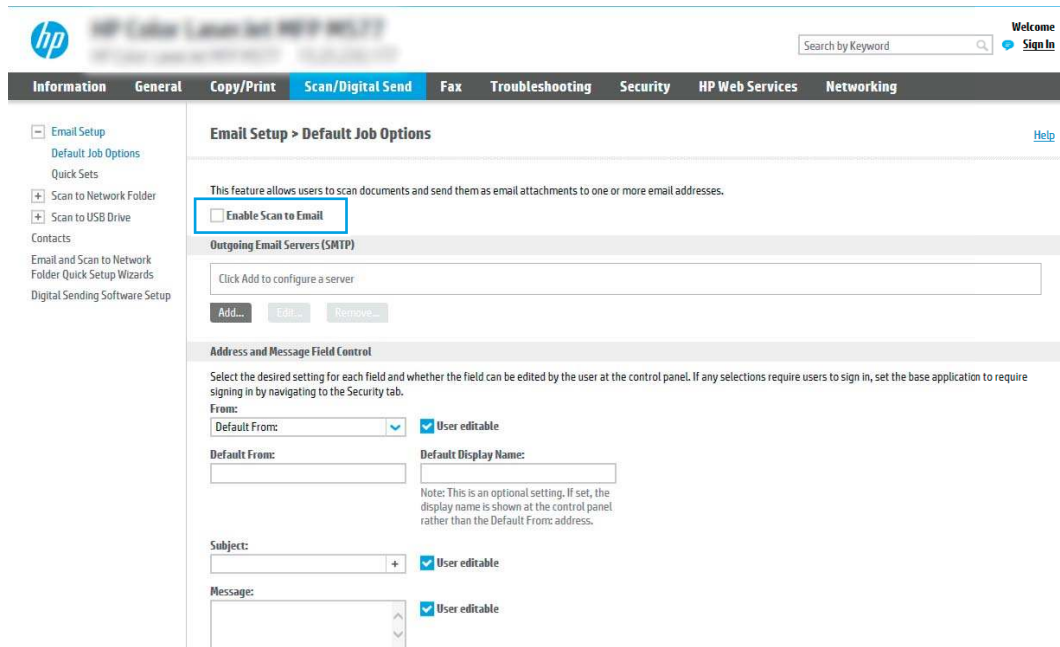 hp
Welcome
Search by Keyword
Sign In
Information General Copy/Print Scan/Digital Send Fax Troubleshooting Security HP Web Services Networking
Email Setup
Default Job Options
Quick Sets
Scan to Network Folder
Scan to USB Drive
Contacts
Email and Scan to Network
Folder Quick Setup Wizards
Digital Sending Software Setup
Email Setup > Default Job Options
Help
This feature allows users to scan documents and send them as email attachments to one or more email addresses.
Enable Scan to Email
Outgoing Email Servers (SMTP)
Click Add to configure a server
Add... Edit... Remove...
Address and Message Field Control
Select the desired setting for each field and whether the field can be edited by the user at the control panel. If any selections require users to sign in, set the base application to require
signing in by navigating to the Security tab.
From:
Default From: User editable
Default From: Default Display Name:
Note: This is an optional setting. If set, the
display name is shown at the control panel
rather than the Default From: address.
Subject:
+ User editable
Message:
User editable